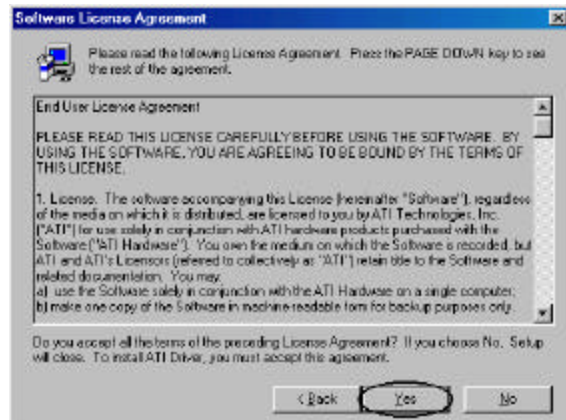 Software License Agreement
Please read the following License Agreement. Press the PAGE DOWN key to see
the rest of the agreement.
End User License Agreement
PLEASE READ THIS LICENSE CAREFULLY BEFORE USING THE SOFTWARE. BY
USING THE SOFTWARE, YOU ARE AGREEING TO BE BOUND BY THE TERMS OF
THIS LICENSE.
1. License. The software accompanying this License (hereinafter "Software"), regardless
of the media on which it is distributed, are licensed to you by ATI Technologies, Inc.
("ATI") for use solely in conjunction with ATI hardware products purchased with the
Software ("ATI Hardware"). You own the medium on which the Software is recorded, but
ATI and ATI's Licensors (referred to collectively as "ATI") retain title to the Software and
related documentation. You may:
a) use the Software solely in conjunction with the ATI Hardware on a single computer;
b) make one copy of the Software in machine-readable form for backup purposes only.
Do you accept all the terms of the preceding License Agreement? If you choose No, Setup
will close. To install ATI Driver, you must accept this agreement.
< Back Yes No